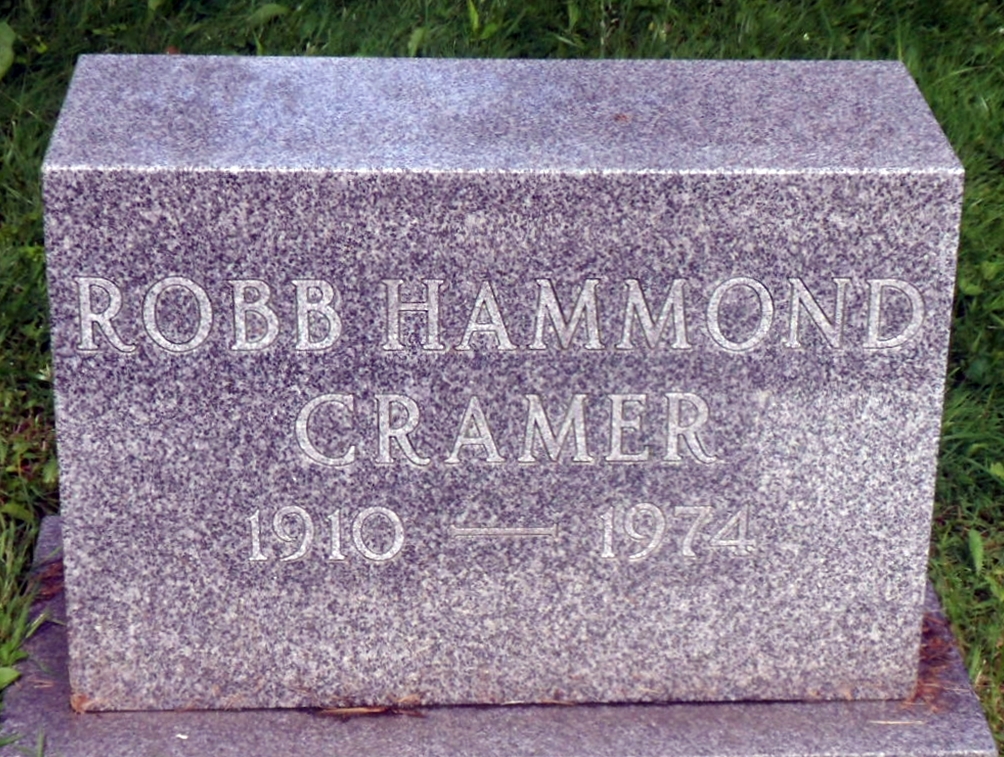 ROBB HAMMOND
CRAMER
1910 — 1974